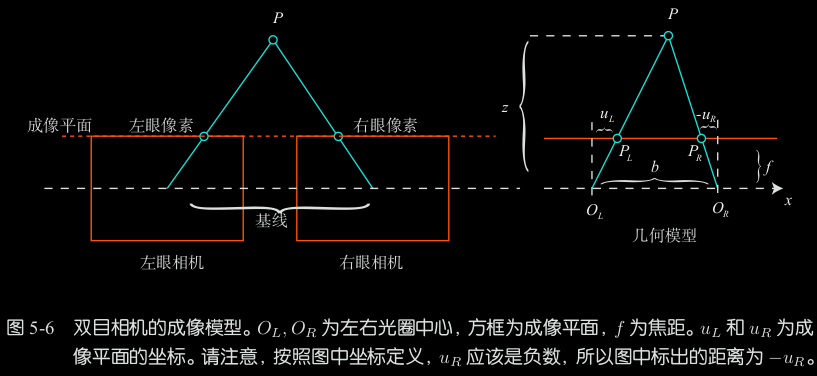 P
成像平面 左眼像素 右眼像素
基线
左眼相机 右眼相机
P
z
u_L -u_R
P_L P_R
b f
x
O_L O_R
几何模型
图 5-6 双目相机的成像模型。O_L, O_R 为左右光圈中心，方框为成像平面，f 为焦距。u_L 和 u_R 为成
像平面的坐标。请注意，按照图中坐标定义，u_R 应该是负数，所以图中标出的距离为 −u_R。